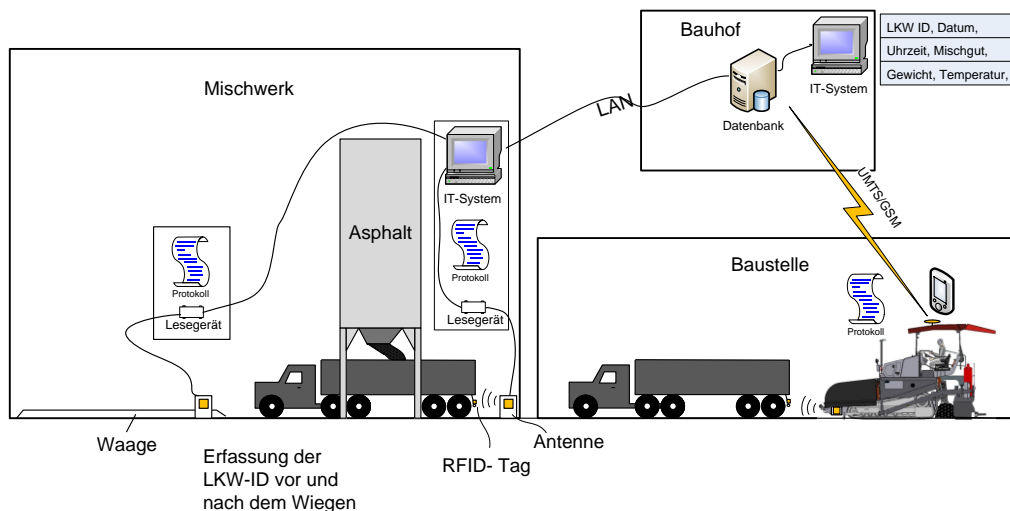 Mischwerk
Protokoll
Lesegerät
Asphalt
IT-System
Protokoll
Lesegerät
Waage
Erfassung der
LKW-ID vor und
nach dem Wiegen
RFID- Tag
Antenne
LAN
Bauhof
Datenbank
IT-System
LKW ID, Datum,
Uhrzeit, Mischgut,
Gewicht, Temperatur,
UMTS/GSM
Baustelle
Protokoll